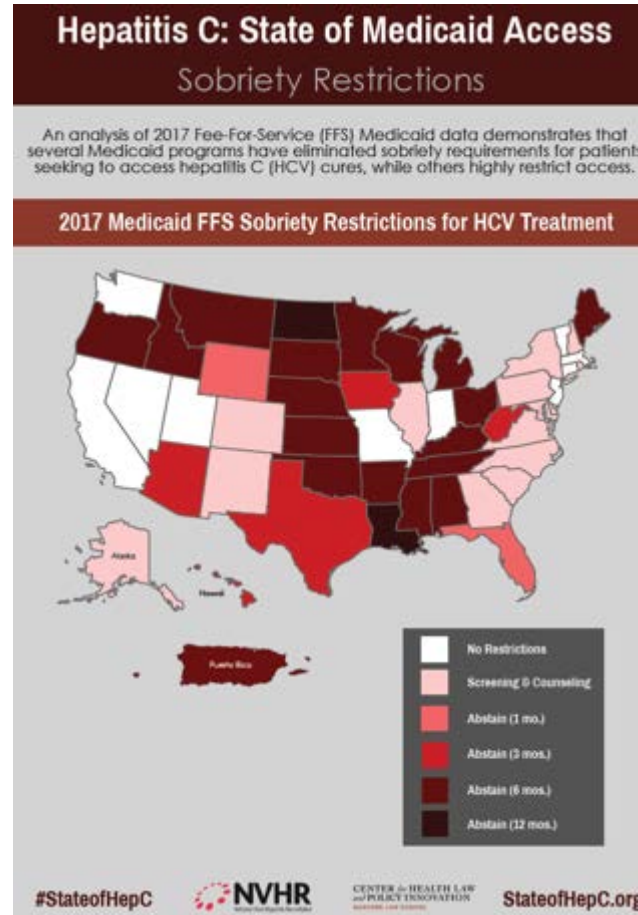 Hepatitis C: State of Medicaid Access
Sobriety Restrictions
An analysis of 2017 Fee-For-Service (FFS) Medicaid data demonstrates that
several Medicaid programs have eliminated sobriety requirements for patients
seeking to access hepatitis C (HCV) cures, while others highly restrict access.
2017 Medicaid FFS Sobriety Restrictions for HCV Treatment
Alaska
Hawaii
Puerto Rico
No Restrictions
Screening & Counseling
Abstain (1 mo.)
Abstain (3 mos.)
Abstain (6 mos.)
Abstain (12 mos.)
#StateofHepC
NVHR
CENTER for HEALTH LAW
and POLICY INNOVATION
HARVARD LAW SCHOOL
StateofHepC.org